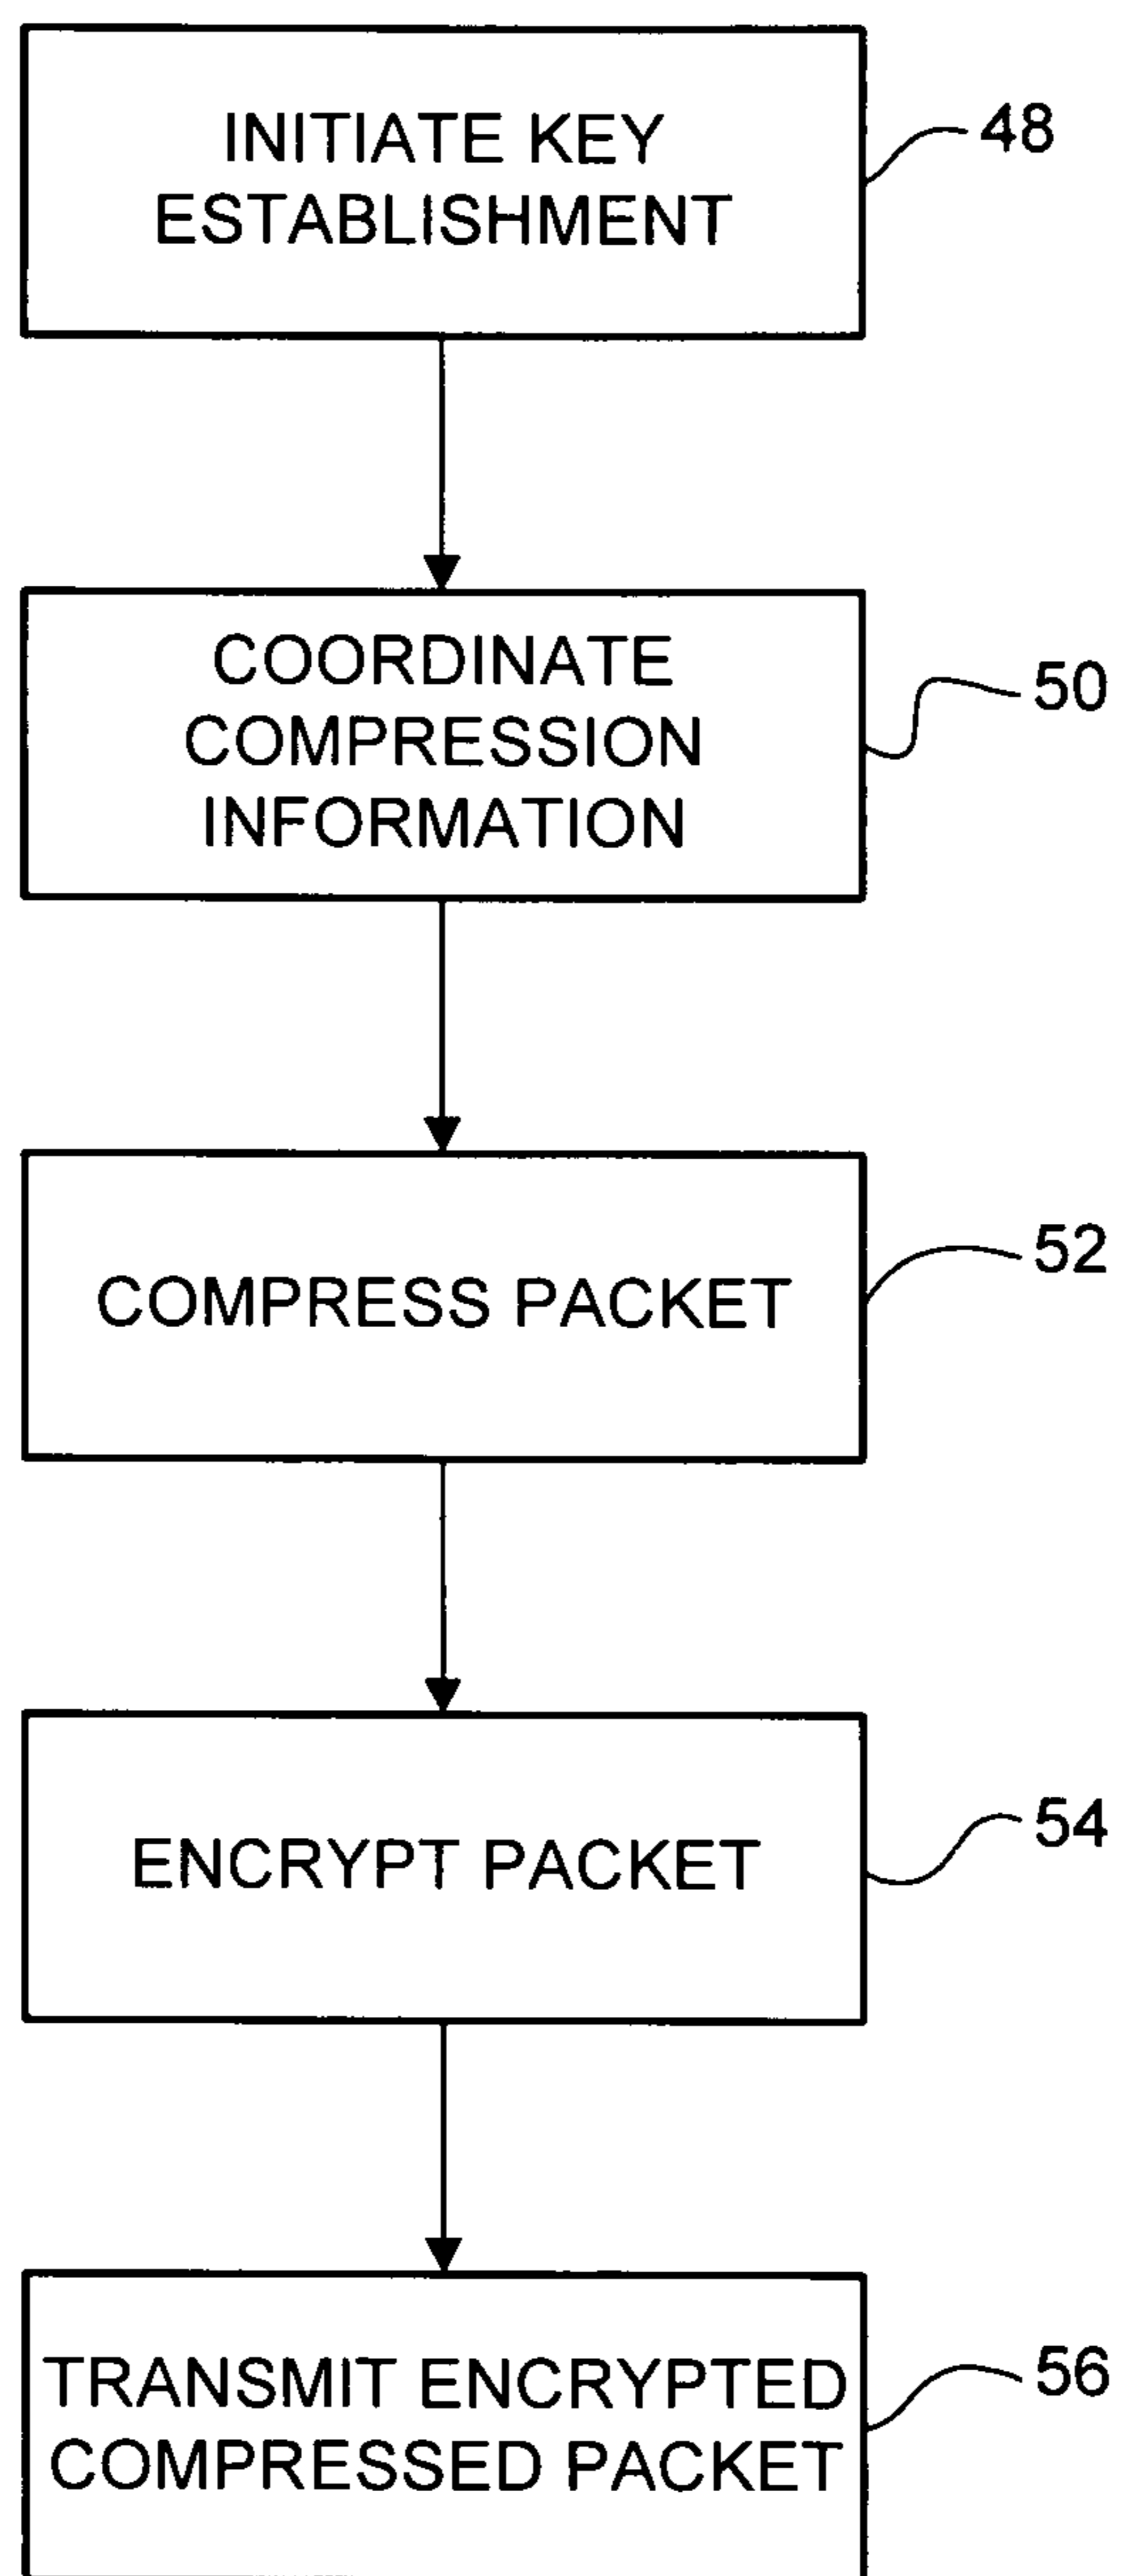 INITIATE KEY
ESTABLISHMENT
48
COORDINATE
COMPRESSION
INFORMATION
50
COMPRESS PACKET
52
ENCRYPT PACKET
54
TRANSMIT ENCRYPTED
COMPRESSED PACKET
56